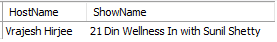 HostName ShowName
Vrajesh Hirjee 21 Din Wellness In with Sunil Shetty